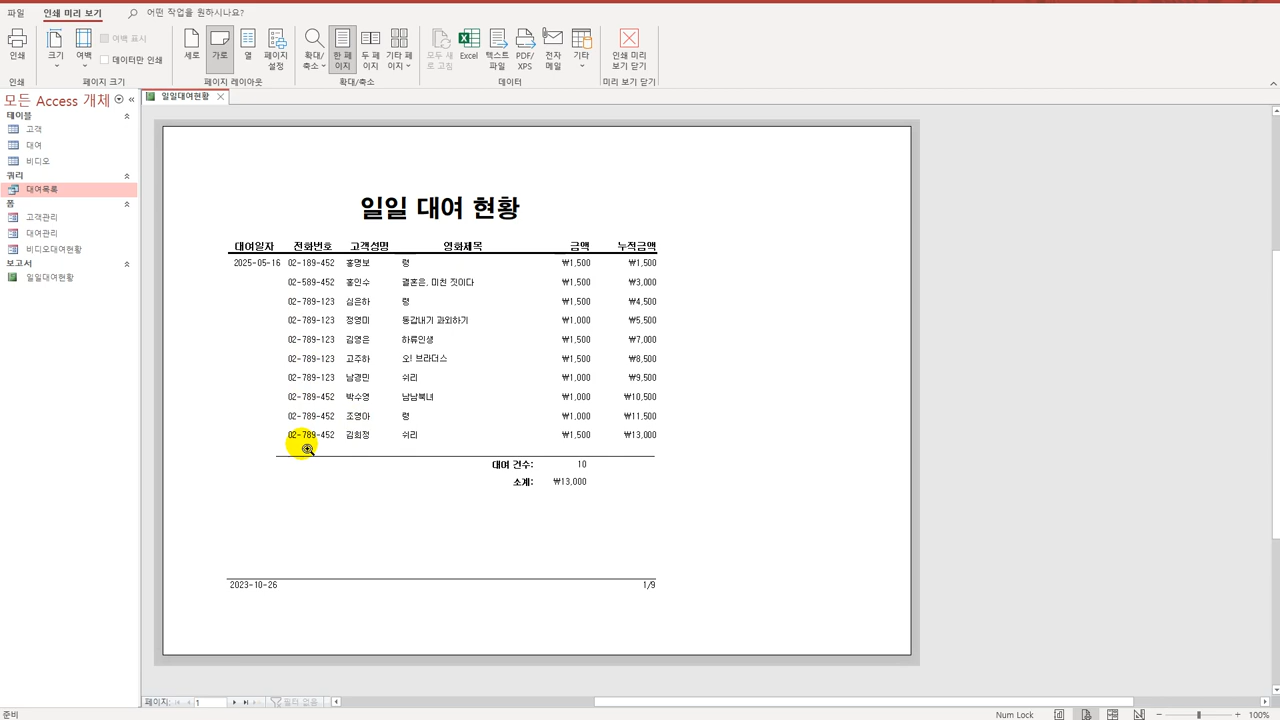 파일 인쇄 미리 보기 어떤 작업을 원하시나요?
인쇄 크기 여백 여백 표시 데이터만 인쇄 세로 가로 열 페이지 설정 확대/축소 한 페이지 두 페이지 기타 페이지 모두 새로 고침 Excel 텍스트 파일 PDF/XPS 전자 메일 기타 인쇄 미리 보기 닫기
인쇄 페이지 크기 페이지 레이아웃 확대/축소 데이터 미리 보기 닫기
모든 Access 개체
테이블
고객
대여
비디오
쿼리
대여목록
폼
고객관리
대여관리
비디오대여현황
보고서
일일대여현황
일일대여현황
일일 대여 현황
대여일자 전화번호 고객성명 영화제목 금액 누적금액
2025-05-16 02-189-452 홍명보 령 ₩1,500 ₩1,500
02-589-452 홍인수 결혼은, 미친 짓이다 ₩1,500 ₩3,000
02-789-123 심은하 령 ₩1,500 ₩4,500
02-789-123 정영미 동갑내기 과외하기 ₩1,000 ₩5,500
02-789-123 김영은 하류인생 ₩1,500 ₩7,000
02-789-123 고주하 오! 브라더스 ₩1,500 ₩8,500
02-789-123 남경민 쉬리 ₩1,000 ₩9,500
02-789-452 박수영 남남북녀 ₩1,000 ₩10,500
02-789-452 조영아 령 ₩1,000 ₩11,500
02-789-452 김희정 쉬리 ₩1,500 ₩13,000
대여 건수: 10
소계: ₩13,000
2023-10-26 1/9
페이지: 1 필터 없음
준비 Num Lock 100%